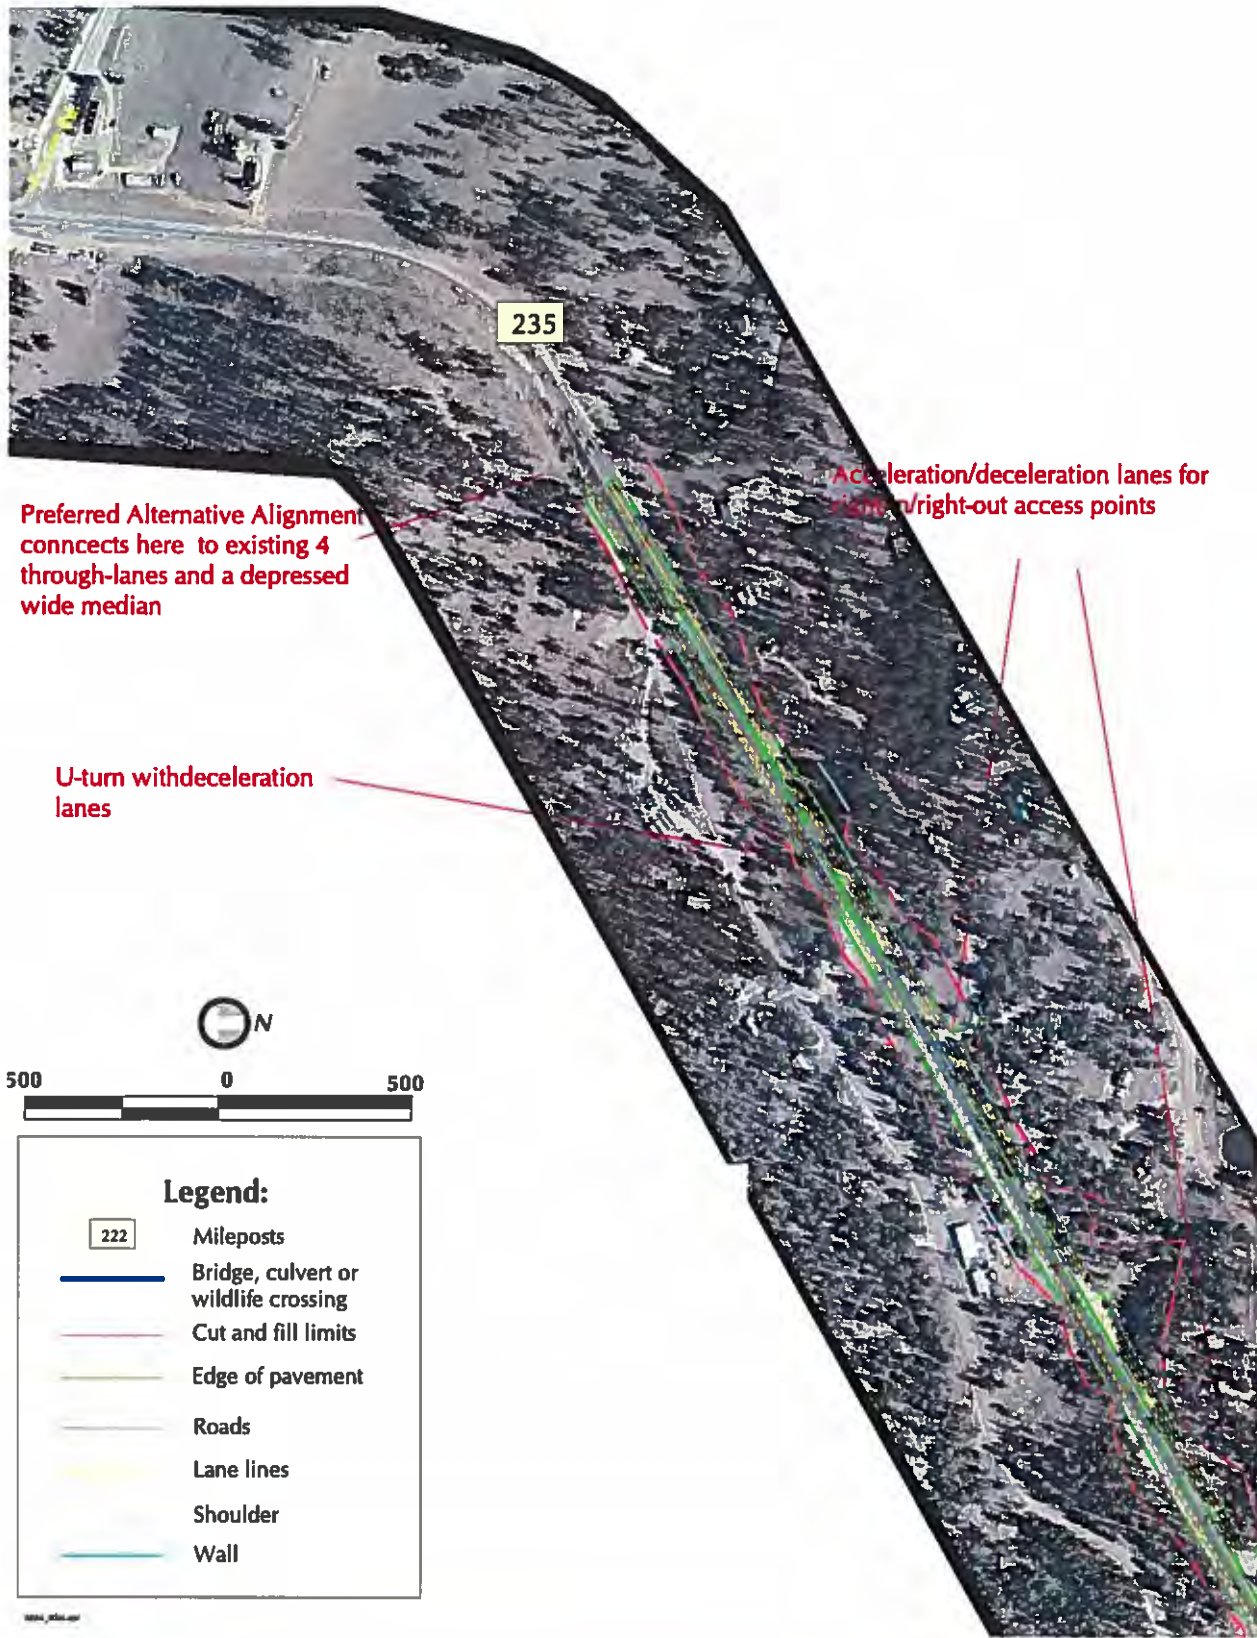 235
Acceleration/deceleration lanes for
right-in/right-out access points
Preferred Alternative Alignment
conncects here to existing 4
through-lanes and a depressed
wide median
U-turn withdeceleration
lanes
N
500 0 500
Legend:
222 Mileposts
Bridge, culvert or
wildlife crossing
Cut and fill limits
Edge of pavement
Roads
Lane lines
Shoulder
Wall